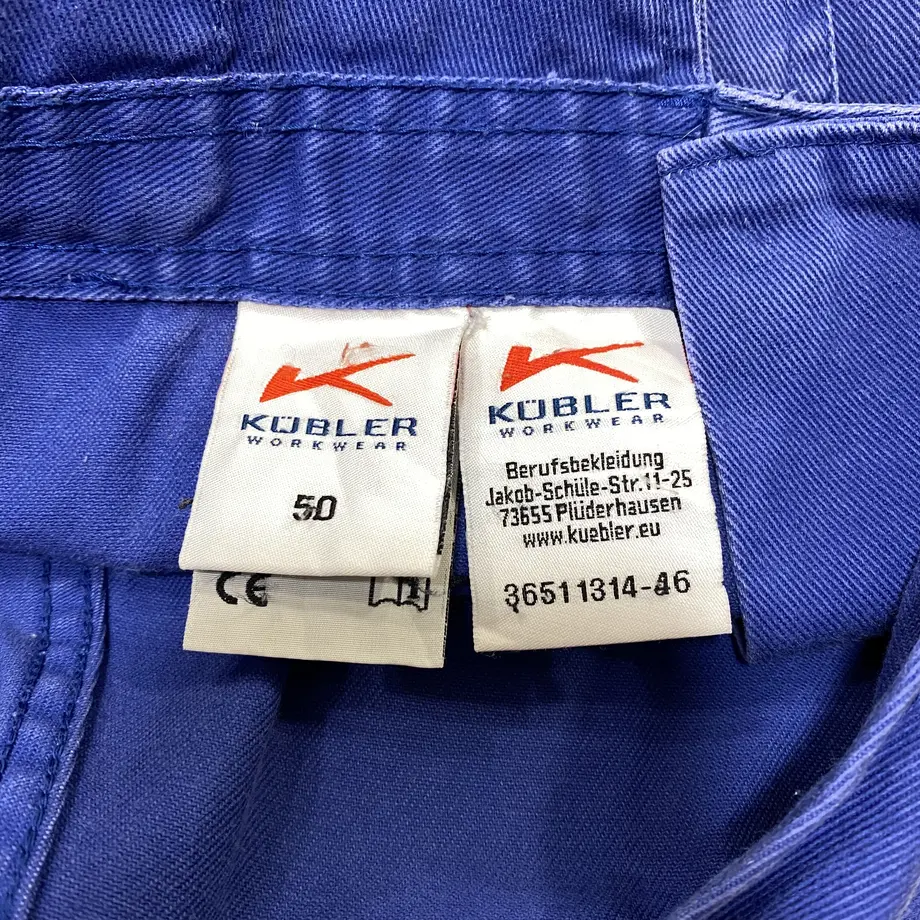 KÜBLER
WORKWEAR
50
CE
KÜBLER
WORKWEAR
Berufsbekleidung
Jakob-Schüle-Str.11-25
73655 Plüderhausen
www.kuebler.eu
36511314-46